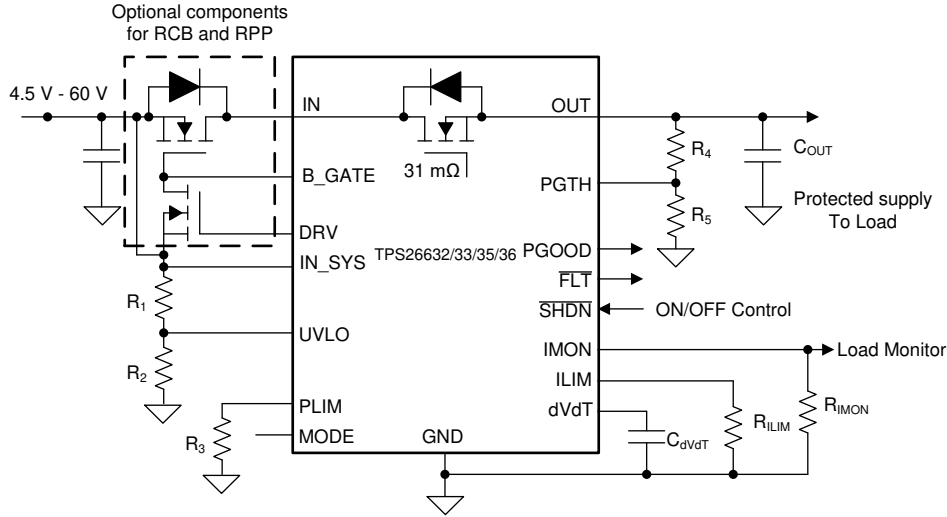 Optional components
for RCB and RPP
4.5 V - 60 V
IN
OUT
31 mΩ
B_GATE
DRV
IN_SYS
TPS26632/33/35/36
UVLO
PLIM
MODE
GND
PGTH
PGOOD
FLT
SHDN
IMON
ILIM
dVdT
R4
R5
COUT
Protected supply
To Load
ON/OFF Control
Load Monitor
R1
R2
R3
CdVdT
RILIM
RIMON